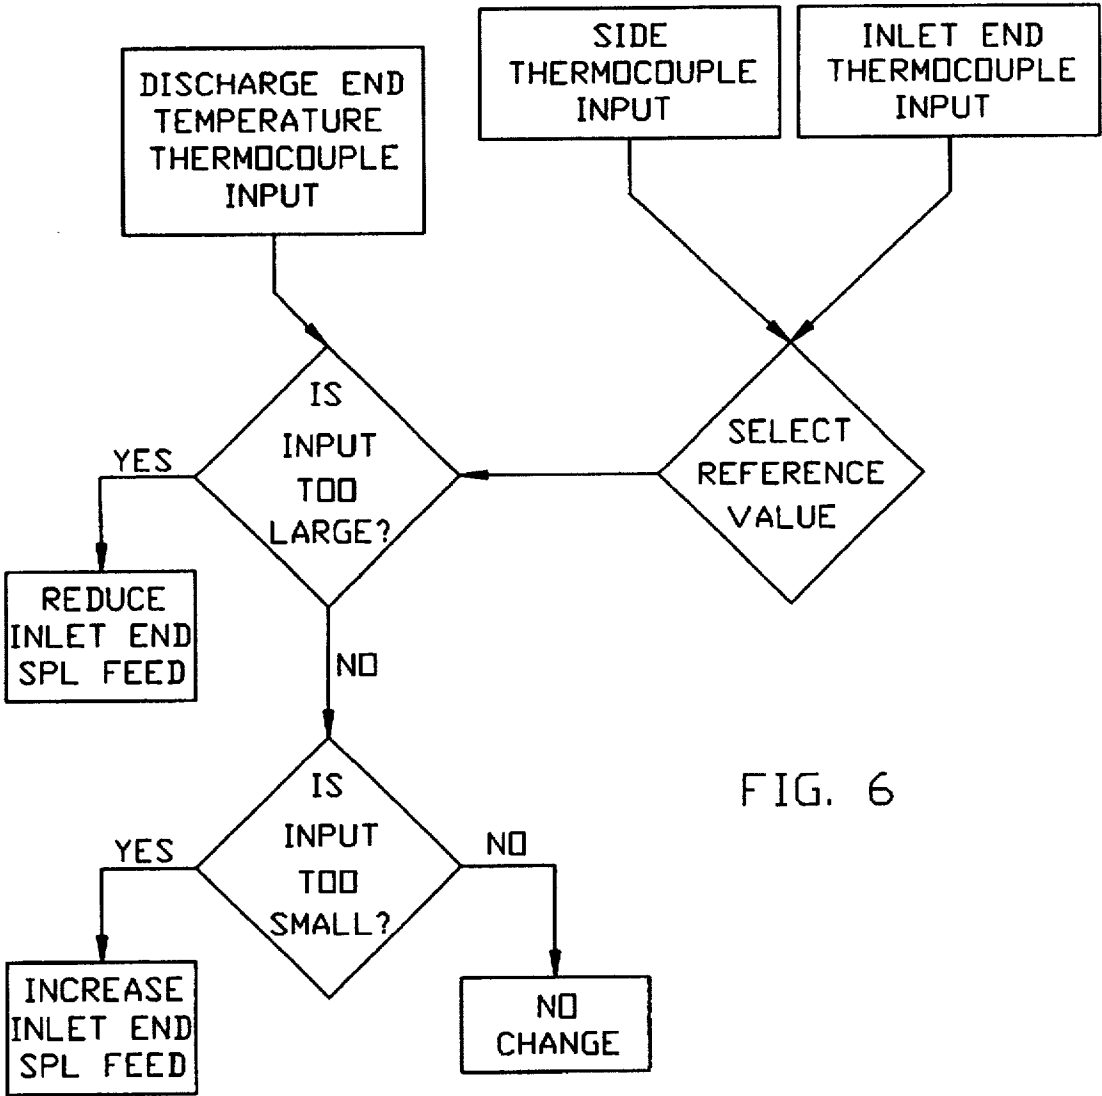 DISCHARGE END
TEMPERATURE
THERMOCOUPLE
INPUT
SIDE
THERMOCOUPLE
INPUT
INLET END
THERMOCOUPLE
INPUT
IS
INPUT
TOO
LARGE?
SELECT
REFERENCE
VALUE
YES
REDUCE
INLET END
SPL FEED
NO
IS
INPUT
TOO
SMALL?
YES
NO
INCREASE
INLET END
SPL FEED
NO
CHANGE
FIG. 6